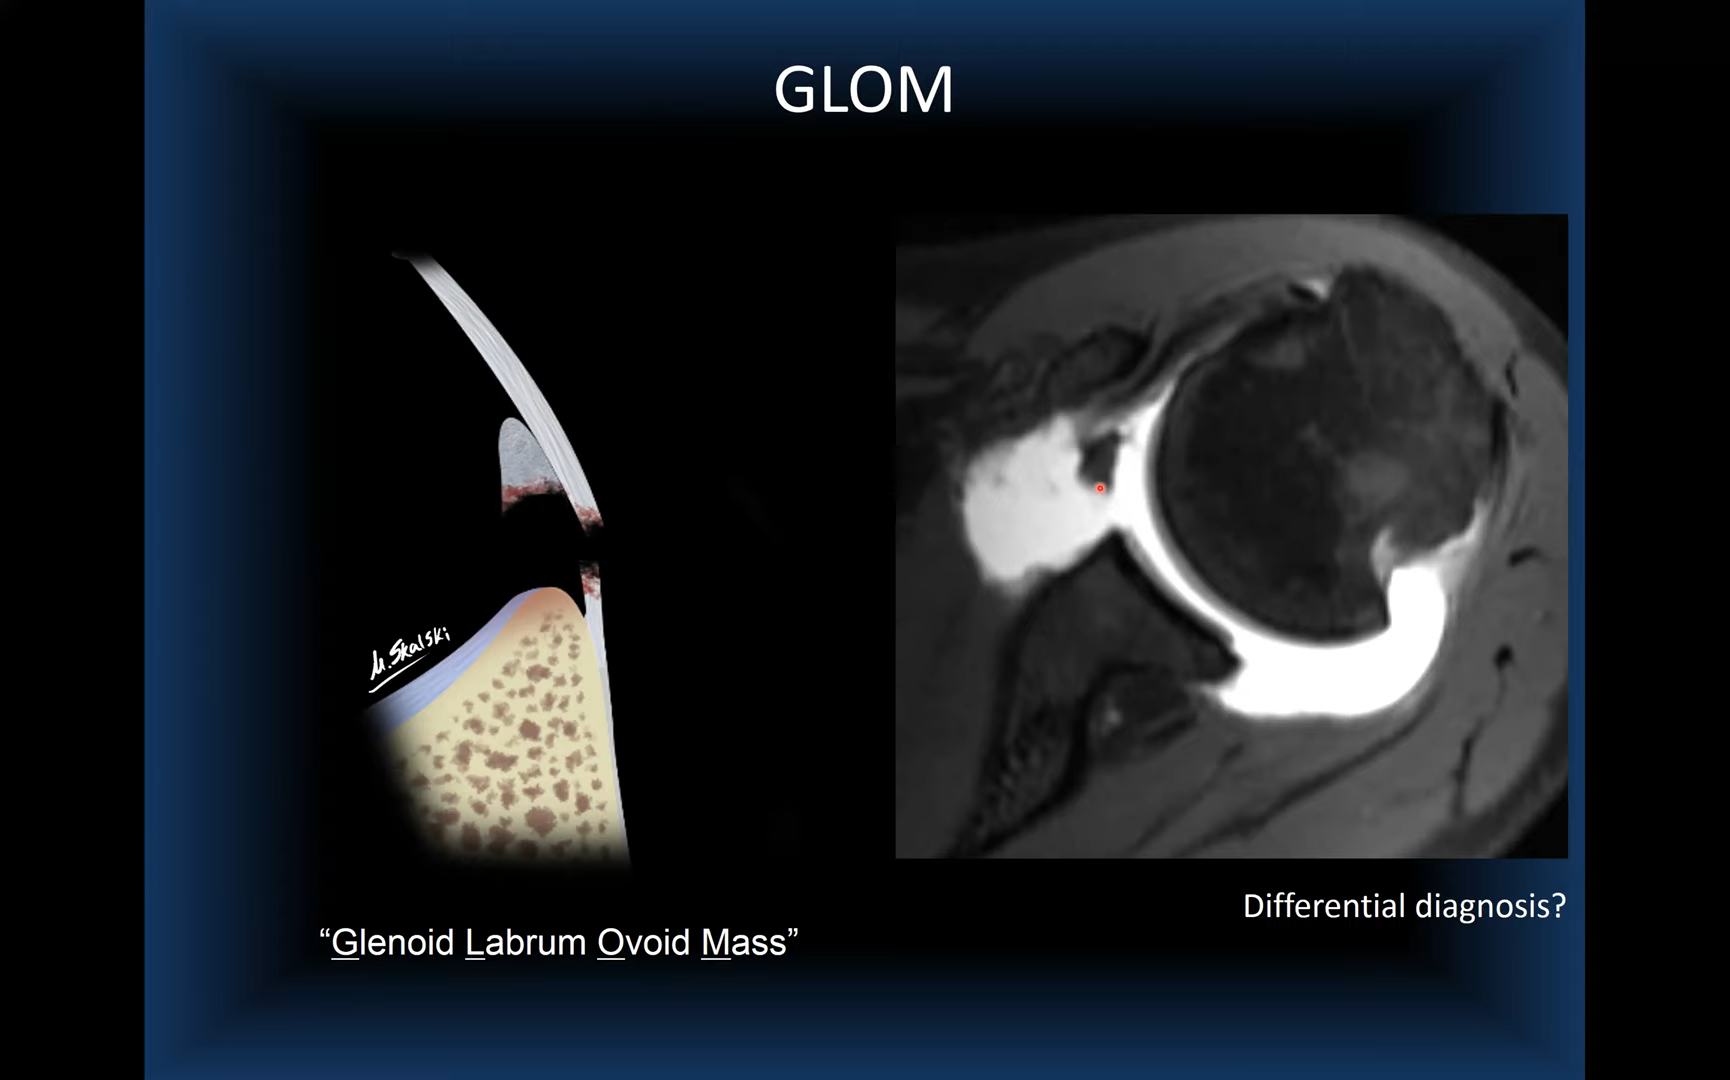 GLOM
M. Skalski
Differential diagnosis?
“Glenoid Labrum Ovoid Mass”